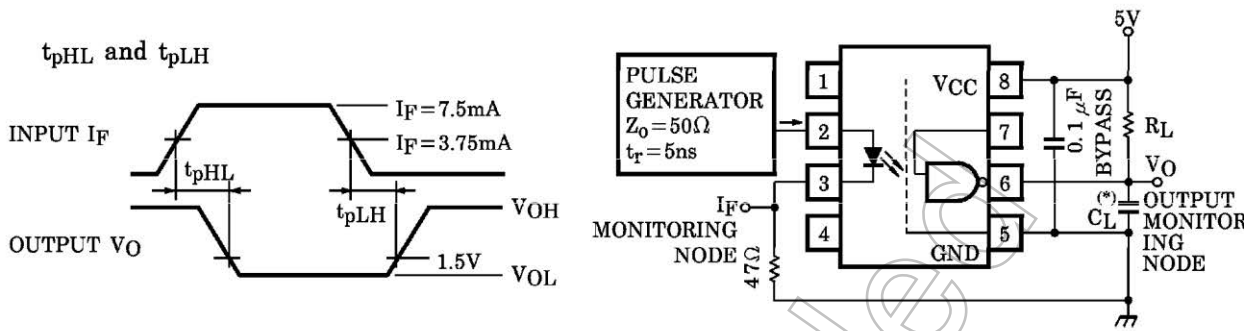 tpHL and tpLH
INPUT IF
IF = 7.5mA
IF = 3.75mA
tpHL
tpLH
OUTPUT VO
VOH
1.5V
VOL
PULSE
GENERATOR
Zo = 50Ω
tr = 5ns
IF
MONITORING
NODE
47Ω
1
2
3
4
VCC
8
7
6
5
GND
0.1 μF
BYPASS
5V
RL
VO
(*)
CL
OUTPUT
MONITOR
ING
NODE